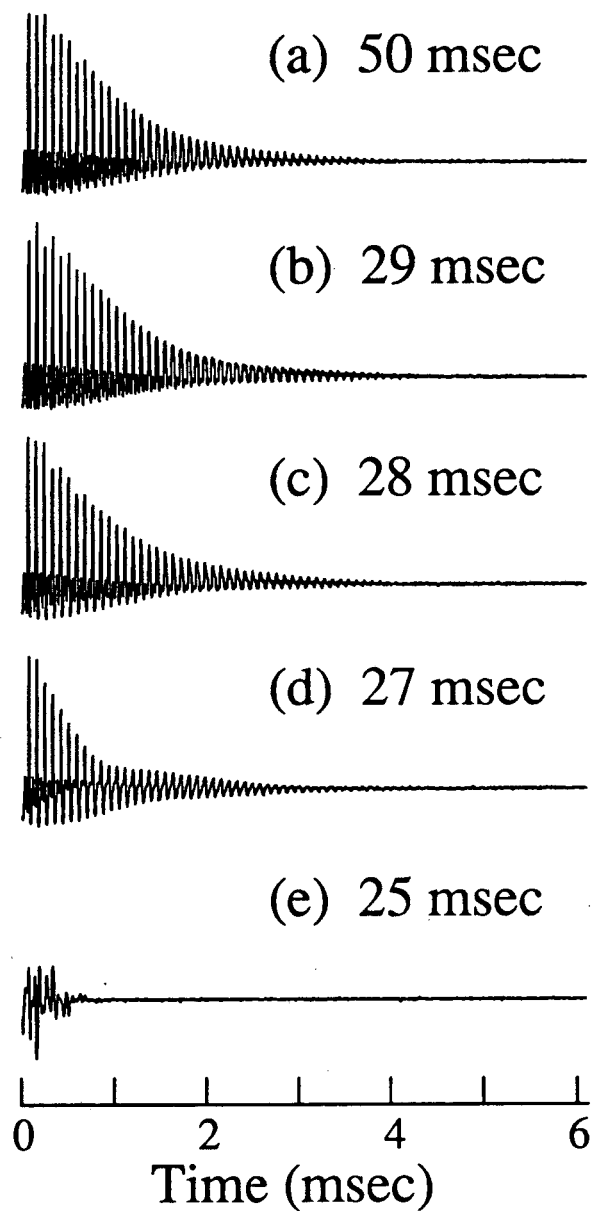 (a) 50 msec
(b) 29 msec
(c) 28 msec
(d) 27 msec
(e) 25 msec
0 2 4 6
Time (msec)